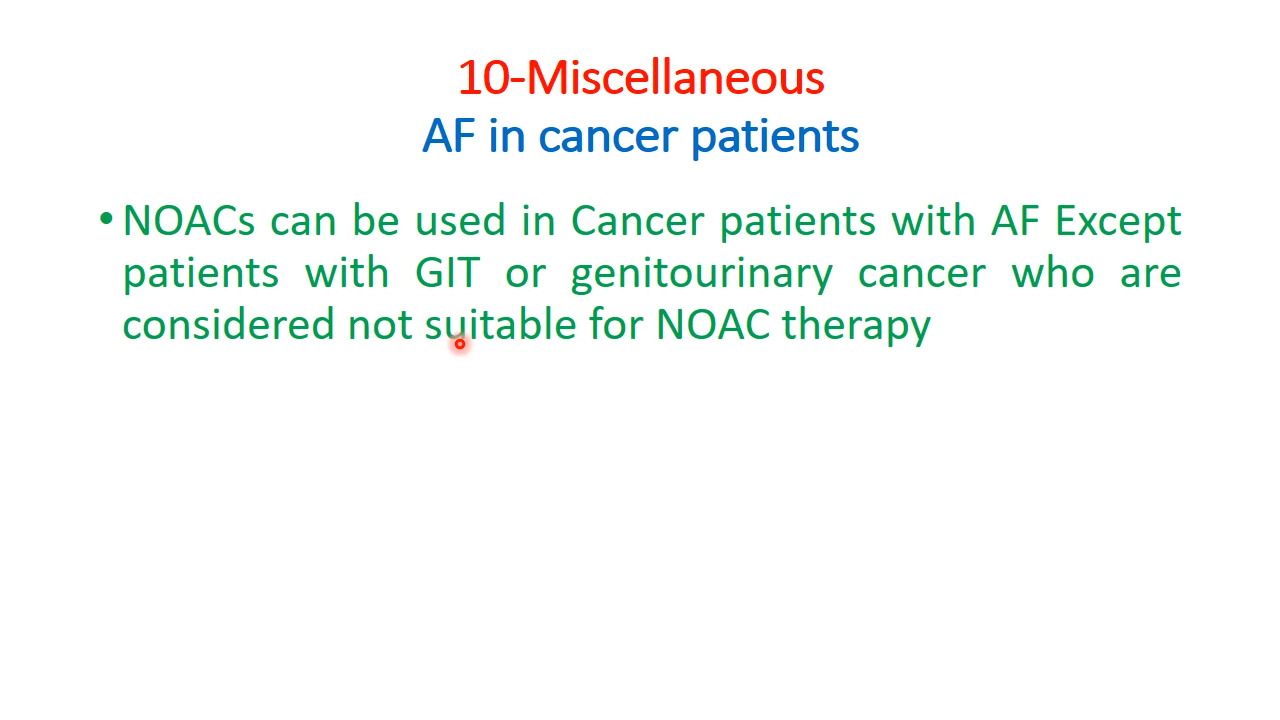 10-Miscellaneous
AF in cancer patients
• NOACs can be used in Cancer patients with AF Except
patients with GIT or genitourinary cancer who are
considered not suitable for NOAC therapy